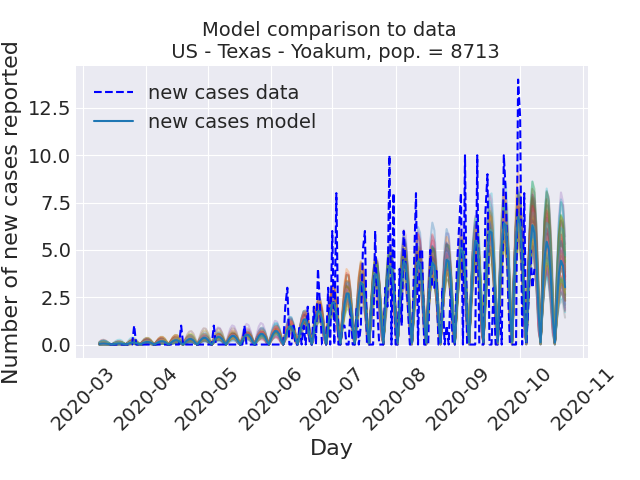 Model comparison to data
US - Texas - Yoakum, pop. = 8713
Number of new cases reported
12.5
10.0
7.5
5.0
2.5
0.0
new cases data
new cases model
2020-03
2020-04
2020-05
2020-06
2020-07
2020-08
2020-09
2020-10
2020-11
Day